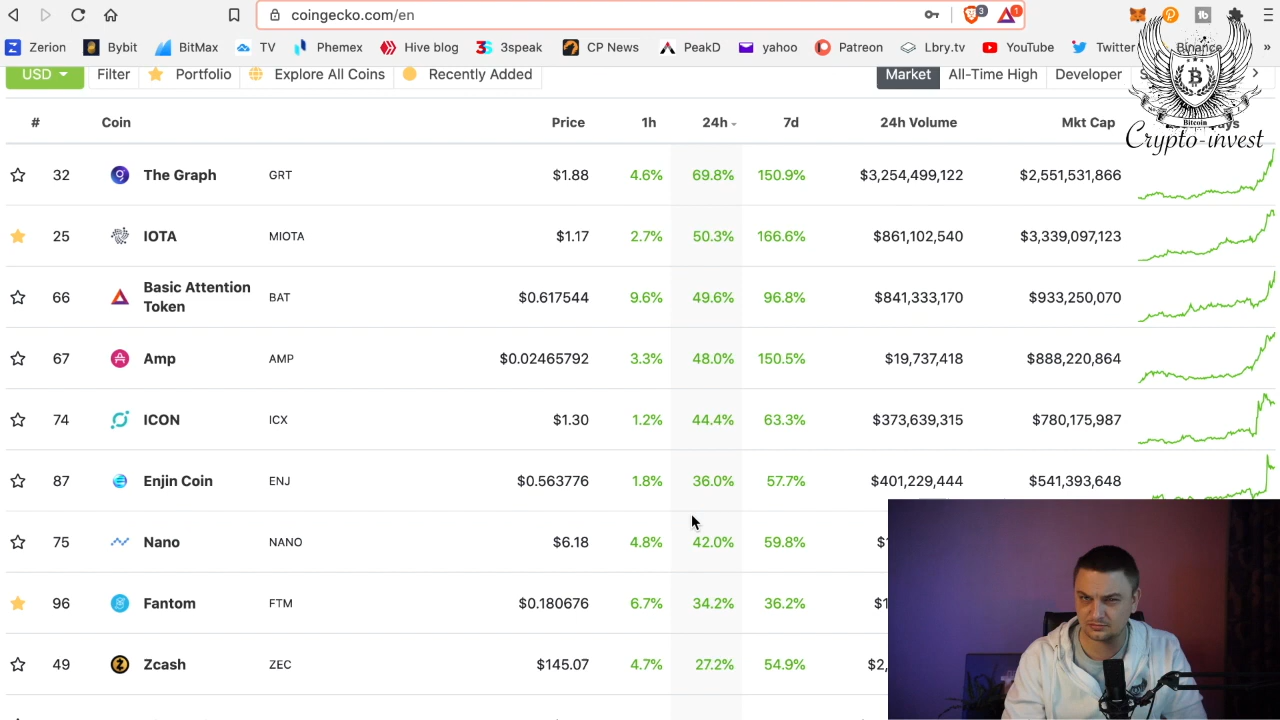 coingecko.com/en
3
1
Zerion Bybit BitMax TV Phemex Hive blog 3speak CP News PeakD yahoo Patreon Lbry.tv YouTube Twitter Binance »
USD Filter Portfolio Explore All Coins Recently Added Market All-Time High Developer
Bitcoin
Crypto-invest
# Coin Price 1h 24h 7d 24h Volume Mkt Cap
32 The Graph GRT $1.88 4.6% 69.8% 150.9% $3,254,499,122 $2,551,531,866
25 IOTA MIOTA $1.17 2.7% 50.3% 166.6% $861,102,540 $3,339,097,123
66 Basic Attention Token BAT $0.617544 9.6% 49.6% 96.8% $841,333,170 $933,250,070
67 Amp AMP $0.02465792 3.3% 48.0% 150.5% $19,737,418 $888,220,864
74 ICON ICX $1.30 1.2% 44.4% 63.3% $373,639,315 $780,175,987
87 Enjin Coin ENJ $0.563776 1.8% 36.0% 57.7% $401,229,444 $541,393,648
75 Nano NANO $6.18 4.8% 42.0% 59.8%
96 Fantom FTM $0.180676 6.7% 34.2% 36.2%
49 Zcash ZEC $145.07 4.7% 27.2% 54.9%